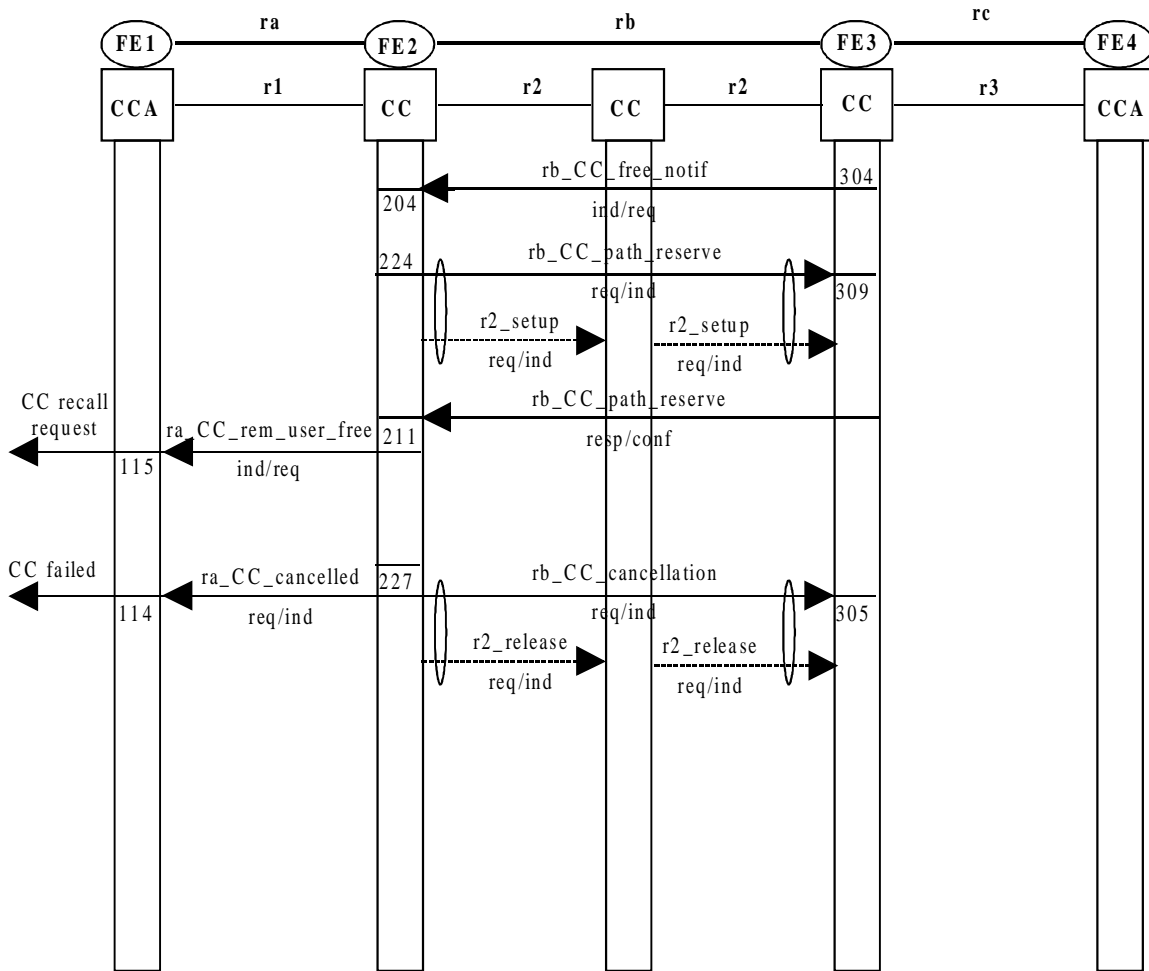 ra
rb
rc
FE1
FE2
FE3
FE4
r1
r2
r2
r3
CCA
CC
CC
CC
CCA
rb_CC_free_notif
304
204
ind/req
rb_CC_path_reserve
224
req/ind
309
r2_setup
r2_setup
req/ind
req/ind
CC recall
request
rb_CC_path_reserve
ra_CC_rem_user_free
211
resp/conf
115
ind/req
CC failed
ra_CC_cancelled
227
rb_CC_cancellation
114
req/ind
req/ind
305
r2_release
r2_release
req/ind
req/ind